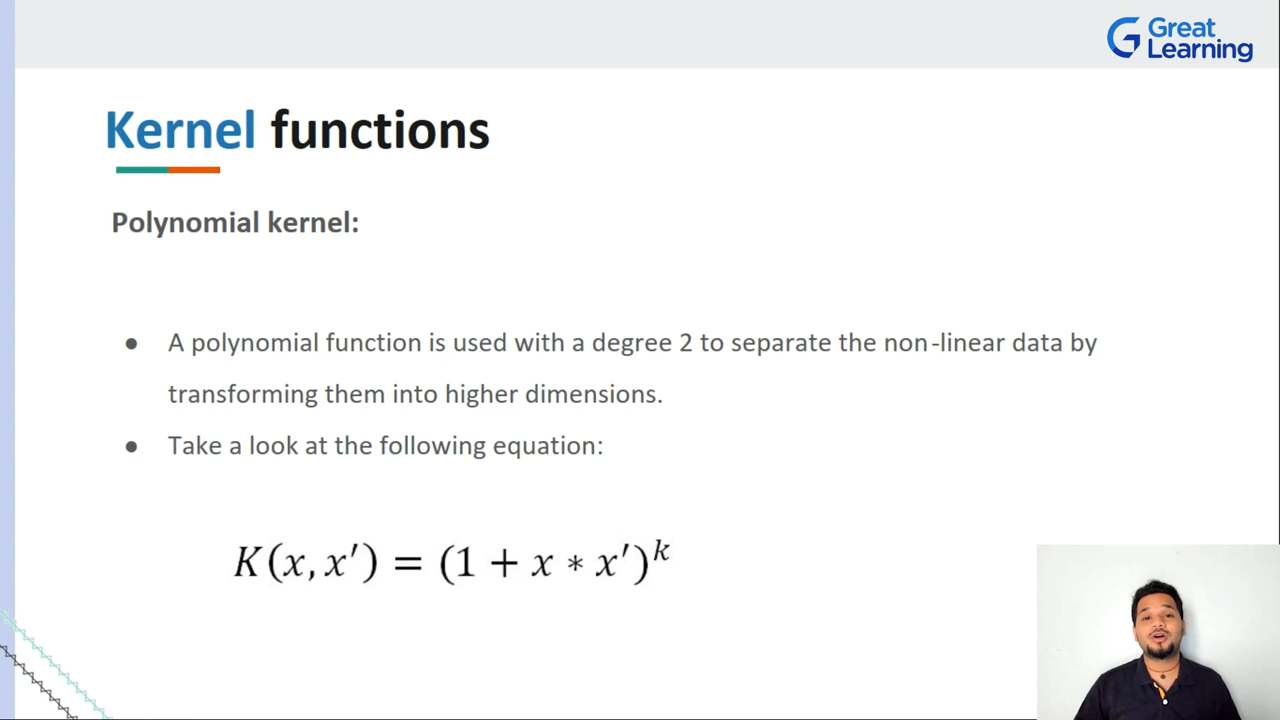 Great
Learning
Kernel functions
Polynomial kernel:
● A polynomial function is used with a degree 2 to separate the non-linear data by
transforming them into higher dimensions.
● Take a look at the following equation:
K(x, x′) = (1 + x * x′)^k